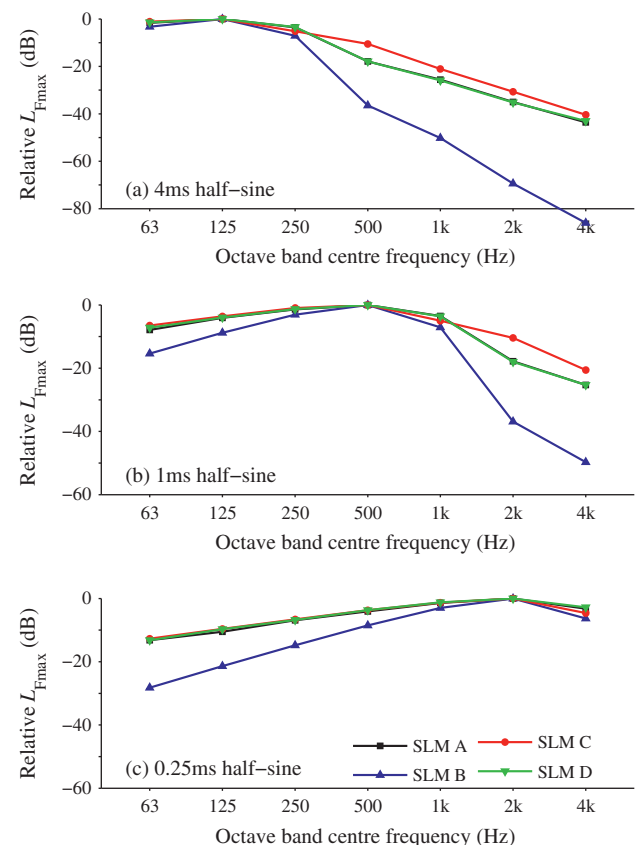 0
−20
−40
−60
−80
Relative L_Fmax (dB)
(a) 4ms half−sine
63 125 250 500 1k 2k 4k
Octave band centre frequency (Hz)
0
−20
−40
−60
Relative L_Fmax (dB)
(b) 1ms half−sine
63 125 250 500 1k 2k 4k
Octave band centre frequency (Hz)
0
−20
−40
−60
Relative L_Fmax (dB)
SLM A SLM C
SLM B SLM D
(c) 0.25ms half−sine
63 125 250 500 1k 2k 4k
Octave band centre frequency (Hz)